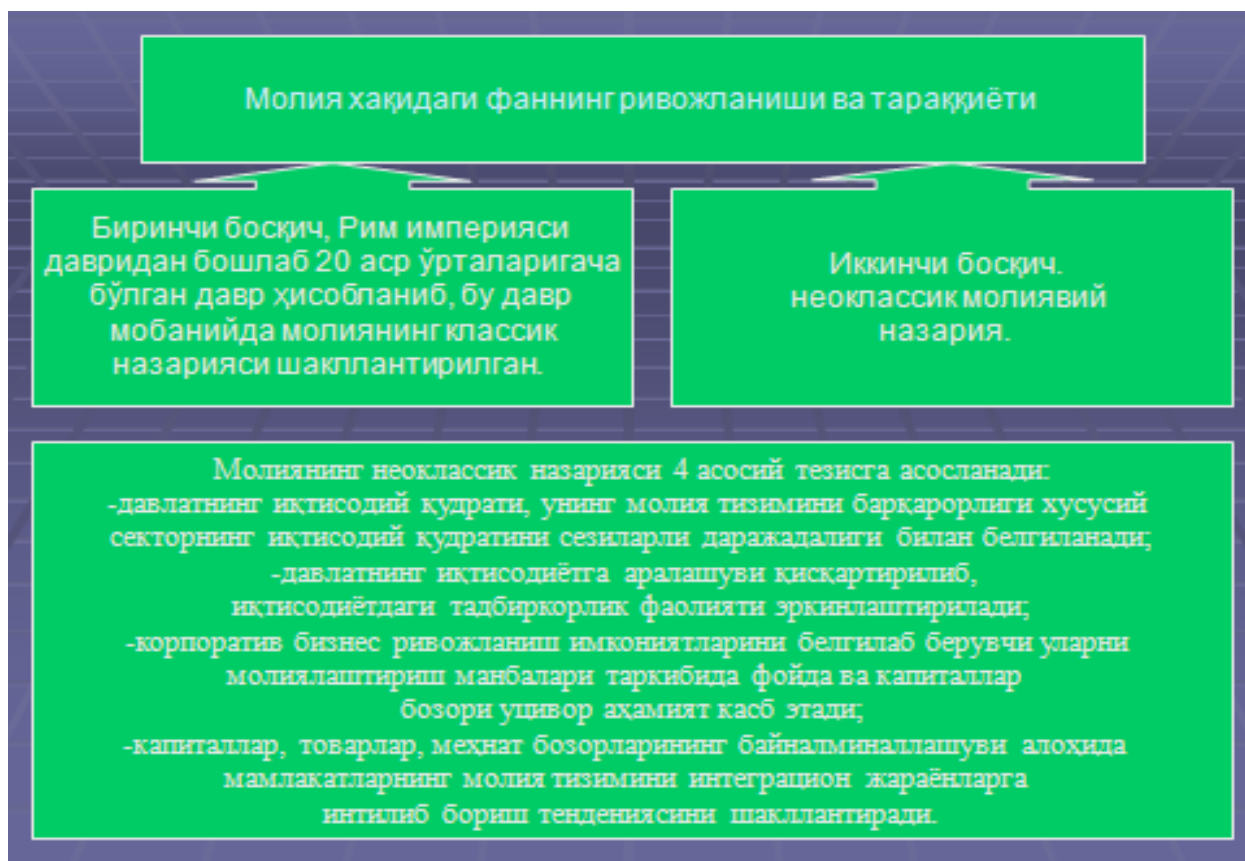 Молия хақидаги фаннинг ривожланиши ва тараққиёти
Биринчи босқич, Рим империяси
давридан бошлаб 20 аср ўрталаригача
бўлган давр ҳисобланиб, бу давр
мобанийда молиянинг классик
назарияси шакллантирилган.
Иккинчи босқич.
неоклассик молиявий
назария.
Молиянинг неоклассик назарияси 4 асосий тезисга асосланади:
-давлатнинг иқтисодий қудрати, унинг молия тизимини барқарорлиги хусусий
секторнинг иқтисодий қудратини сезиларли даражадалиги билан белгиланади;
-давлатнинг иқтисодиётга аралашуви қисқартирилиб,
иқтисодиётдаги тадбиркорлик фаолияти эркинлаштирилади;
-корпоратив бизнес ривожланиш имкониятларини белгилаб берувчи уларни
молиялаштириш манбалари таркибида фойда ва капиталлар
бозори уцивор аҳамият касб этади;
-капиталлар, товарлар, меҳнат бозорларининг байналминаллашуви алоҳида
мамлакатларнинг молия тизимини интеграцион жараёнларга
интилиб бориш тендениясини шакллантиради.